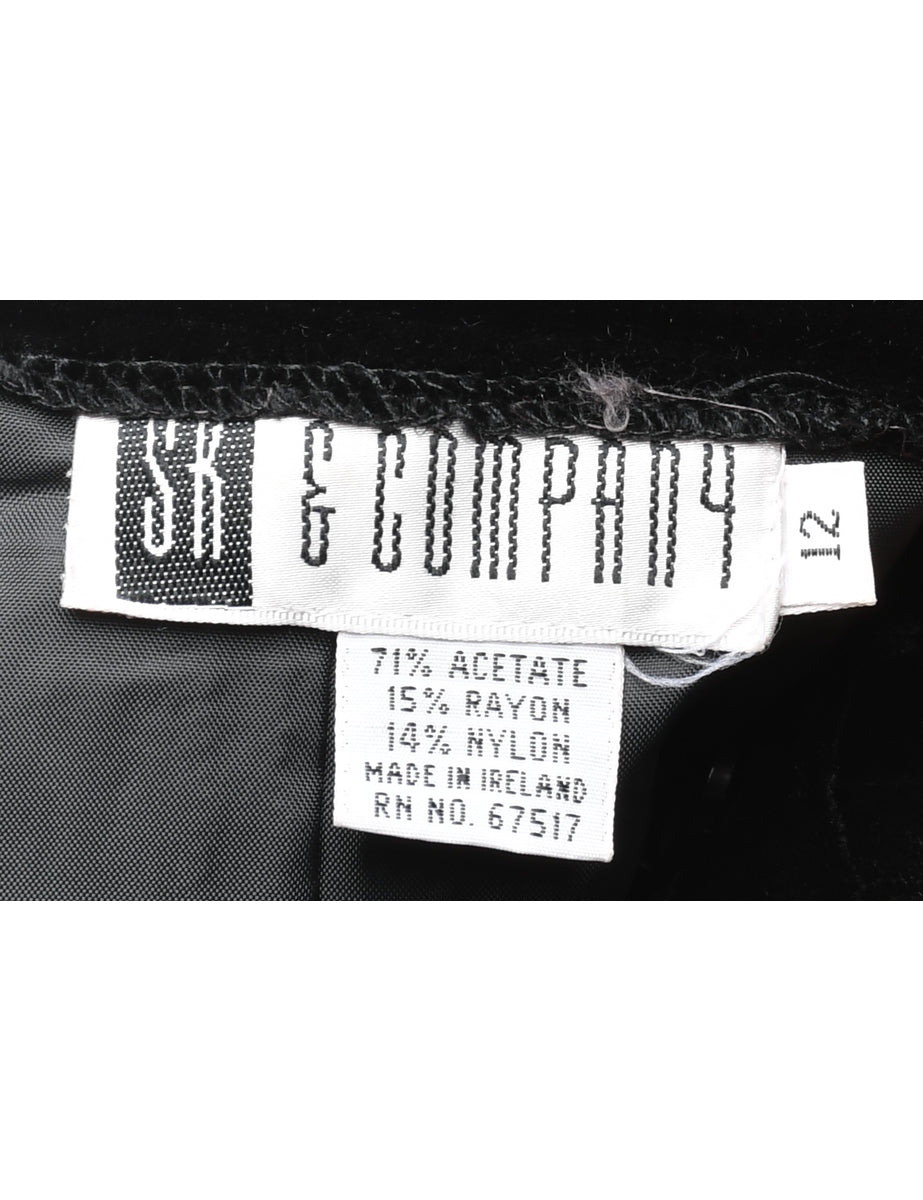 SK & COMPANY
12
71% ACETATE
15% RAYON
14% NYLON
MADE IN IRELAND
RN NO. 67517